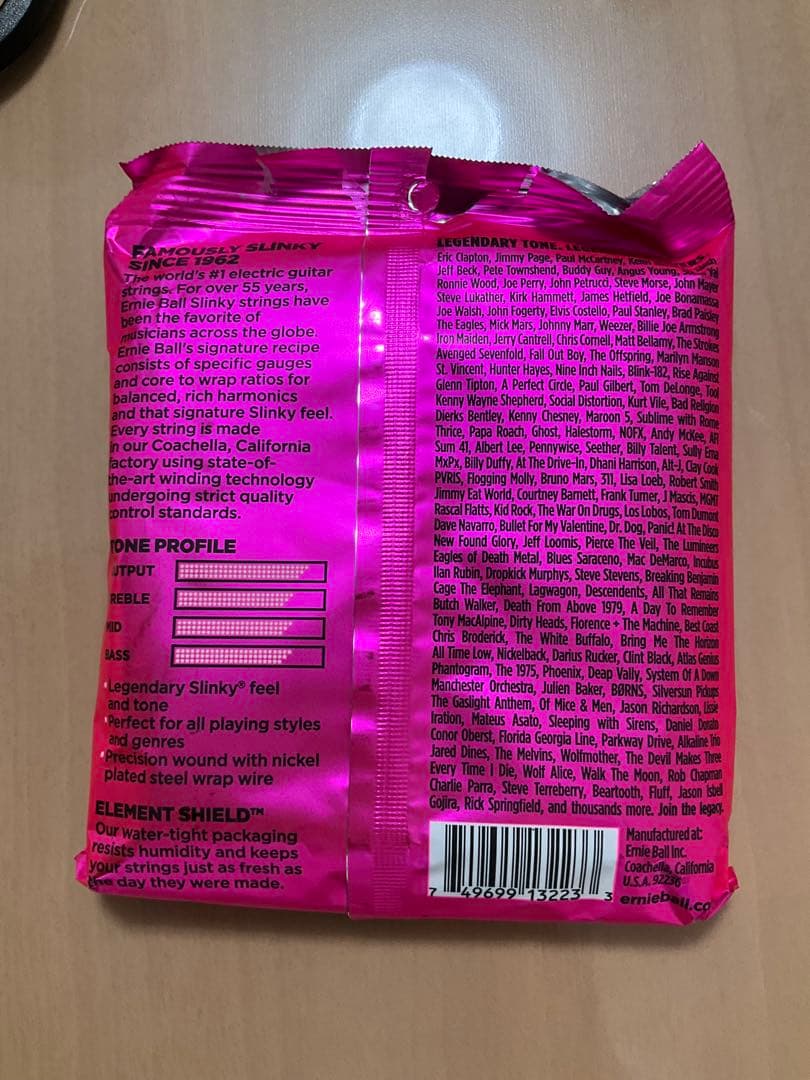 FAMOUSLY SLINKY
SINCE 1962
The world's #1 electric guitar
strings. For over 55 years,
Ernie Ball Slinky strings have
been the favorite of
musicians across the globe.
Ernie Ball's signature recipe
consists of specific gauges
and core to wrap ratios for
balanced, rich harmonics
and that signature Slinky feel.
Every string is made
in our Coachella, California
factory using state-of-
the-art winding technology
undergoing strict quality
control standards.
TONE PROFILE
UTPUT
REBLE
MID
BASS
•Legendary Slinky® feel
and tone
•Perfect for all playing styles
and genres
•Precision wound with nickel
plated steel wrap wire
ELEMENT SHIELD™
Our water-tight packaging
resists humidity and keeps
your strings just as fresh as
the day they were made.
LEGENDARY TONE.
Eric Clapton, Jimmy Page, Paul McCartney,
Jeff Beck, Pete Townshend, Buddy Guy, Angus Young,
Ronnie Wood, Joe Perry, John Petrucci, Steve Morse, John Mayer
Steve Lukather, Kirk Hammett, James Hetfield, Joe Bonamassa
Joe Walsh, John Fogerty, Elvis Costello, Paul Stanley, Brad Paisley
The Eagles, Mick Mars, Johnny Marr, Weezer, Billie Joe Armstrong
Iron Maiden, Jerry Cantrell, Chris Cornell, Matt Bellamy, The Strokes
Avenged Sevenfold, Fall Out Boy, The Offspring, Marilyn Manson
St. Vincent, Hunter Hayes, Nine Inch Nails, Blink-182, Rise Against
Glenn Tipton, A Perfect Circle, Paul Gilbert, Tom DeLonge, Tool
Kenny Wayne Shepherd, Social Distortion, Kurt Vile, Bad Religion
Dierks Bentley, Kenny Chesney, Maroon 5, Sublime with Rome
Thrice, Papa Roach, Ghost, Halestorm, NOFX, Andy McKee, AFI
Sum 41, Albert Lee, Pennywise, Seether, Billy Talent, Sully Erna
MxPx, Billy Duffy, At The Drive-In, Dhani Harrison, Alt-J, Clay Cook
PVRIS, Flogging Molly, Bruno Mars, 311, Lisa Loeb, Robert Smith
Jimmy Eat World, Courtney Barnett, Frank Turner, J Mascis, MGMT
Rascal Flatts, Kid Rock, The War On Drugs, Los Lobos, Tom Dumont
Dave Navarro, Bullet For My Valentine, Dr. Dog, Panic! At The Disco
New Found Glory, Jeff Loomis, Pierce The Veil, The Lumineers
Eagles of Death Metal, Blues Saraceno, Mac DeMarco, Incubus
Ilan Rubin, Dropkick Murphys, Steve Stevens, Breaking Benjamin
Cage The Elephant, Lagwagon, Descendents, All That Remains
Butch Walker, Death From Above 1979, A Day To Remember
Tony MacAlpine, Dirty Heads, Florence + The Machine, Best Coast
Chris Broderick, The White Buffalo, Bring Me The Horizon
All Time Low, Nickelback, Darius Rucker, Clint Black, Atlas Genius
Phantogram, The 1975, Phoenix, Deap Vally, System Of A Down
Manchester Orchestra, Julien Baker, BØRNS, Silversun Pickups
The Gaslight Anthem, Of Mice & Men, Jason Richardson, Lissie
Iration, Mateus Asato, Sleeping with Sirens, Daniel Donato
Conor Oberst, Florida Georgia Line, Parkway Drive, Alkaline Trio
Jared Dines, The Melvins, Wolfmother, The Devil Makes Three
Every Time I Die, Wolf Alice, Walk The Moon, Rob Chapman
Charlie Parra, Steve Terreberry, Beartooth, Fluff, Jason Isbell
Gojira, Rick Springfield, and thousands more. Join the legacy.
7 49699 13223 3
Manufactured at:
Ernie Ball Inc.
Coachella, California
U.S.A. 92236
ernieball.co